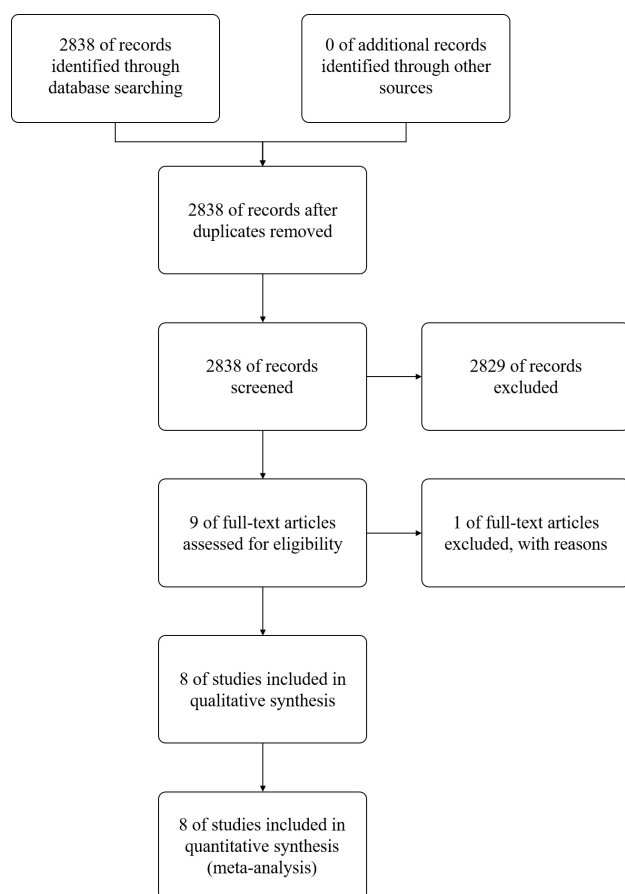 2838 of records
identified through
database searching
0 of additional records
identified through other
sources
2838 of records after
duplicates removed
2838 of records
screened
2829 of records
excluded
9 of full-text articles
assessed for eligibility
1 of full-text articles
excluded, with reasons
8 of studies included in
qualitative synthesis
8 of studies included in
quantitative synthesis
(meta-analysis)